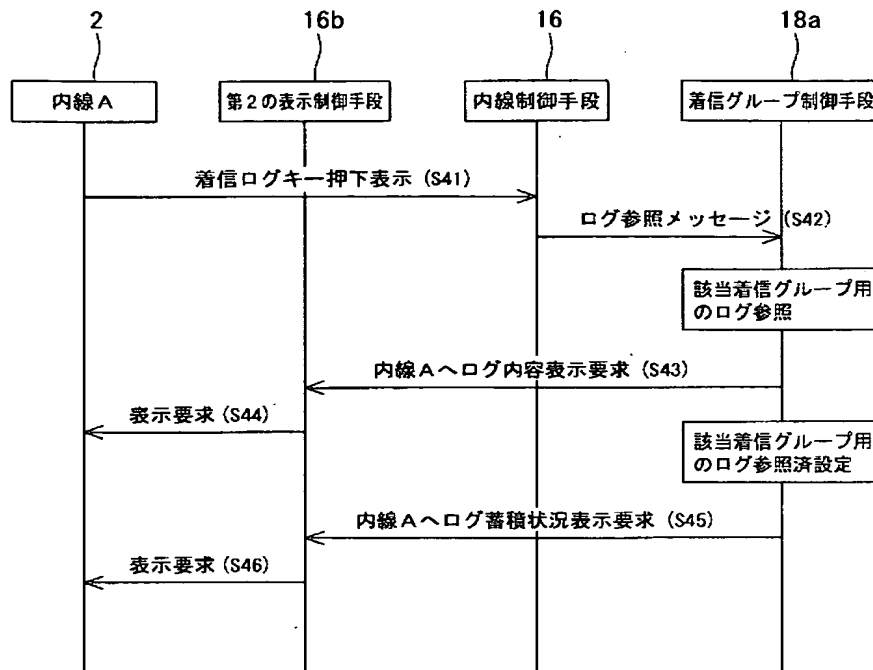 2
16b
16
18a
内線A
第2の表示制御手段
内線制御手段
着信グループ制御手段
着信ログキー押下表示 (S41)
ログ参照メッセージ (S42)
該当着信グループ用
のログ参照
内線Aへログ内容表示要求 (S43)
表示要求 (S44)
該当着信グループ用
のログ参照済設定
内線Aへログ蓄積状況表示要求 (S45)
表示要求 (S46)